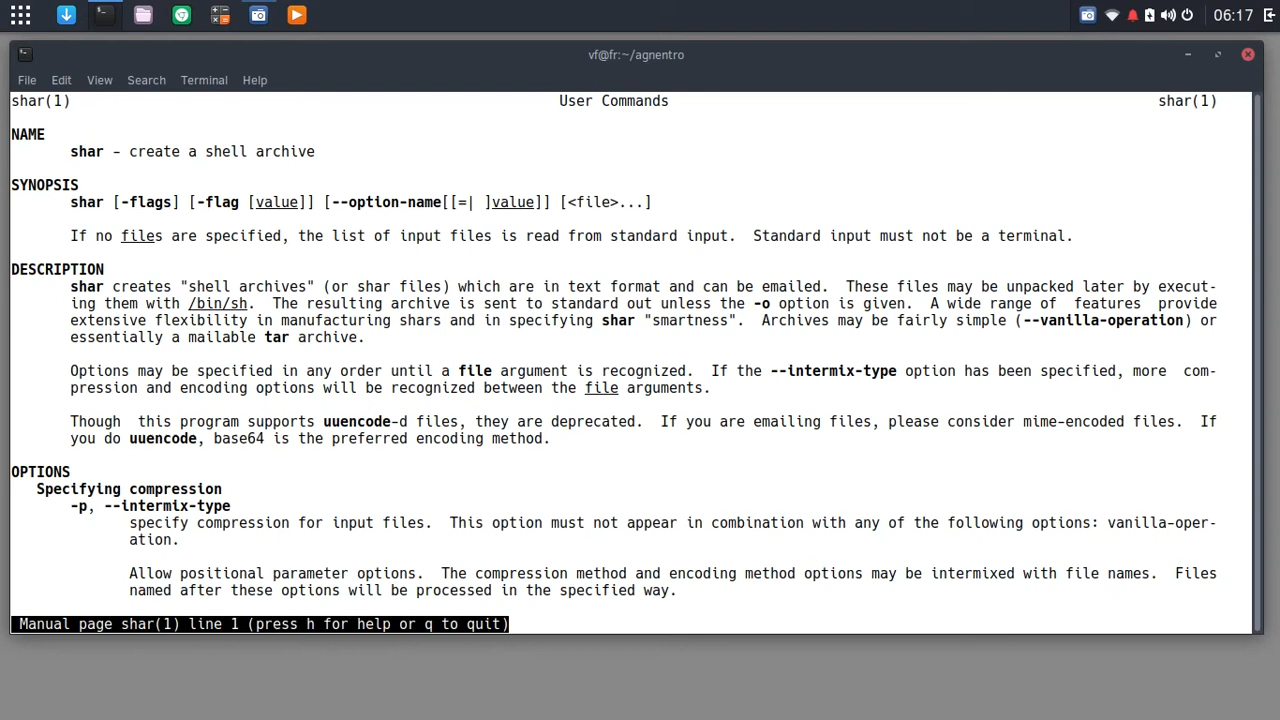 06:17
vf@fr:~/agnentro
File Edit View Search Terminal Help
shar(1) User Commands shar(1)
NAME
shar - create a shell archive
SYNOPSIS
shar [-flags] [-flag [value]] [--option-name[[=| ]value]] [<file>...]
If no files are specified, the list of input files is read from standard input. Standard input must not be a terminal.
DESCRIPTION
shar creates "shell archives" (or shar files) which are in text format and can be emailed. These files may be unpacked later by execut-
ing them with /bin/sh. The resulting archive is sent to standard out unless the -o option is given. A wide range of features provide
extensive flexibility in manufacturing shars and in specifying shar "smartness". Archives may be fairly simple (--vanilla-operation) or
essentially a mailable tar archive.
Options may be specified in any order until a file argument is recognized. If the --intermix-type option has been specified, more com-
pression and encoding options will be recognized between the file arguments.
Though this program supports uuencode-d files, they are deprecated. If you are emailing files, please consider mime-encoded files. If
you do uuencode, base64 is the preferred encoding method.
OPTIONS
Specifying compression
-p, --intermix-type
specify compression for input files. This option must not appear in combination with any of the following options: vanilla-oper-
ation.
Allow positional parameter options. The compression method and encoding method options may be intermixed with file names. Files
named after these options will be processed in the specified way.
Manual page shar(1) line 1 (press h for help or q to quit)